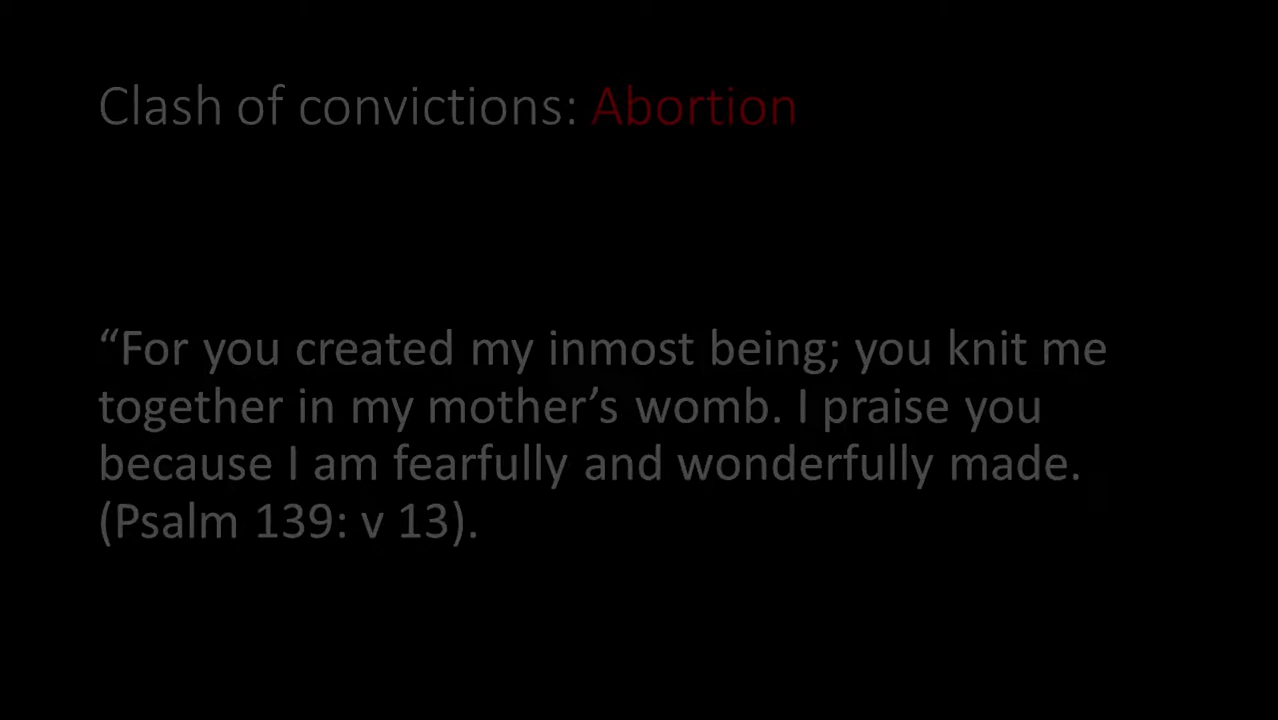 Clash of convictions: Abortion
“For you created my inmost being; you knit me
together in my mother’s womb. I praise you
because I am fearfully and wonderfully made.
(Psalm 139: v 13).